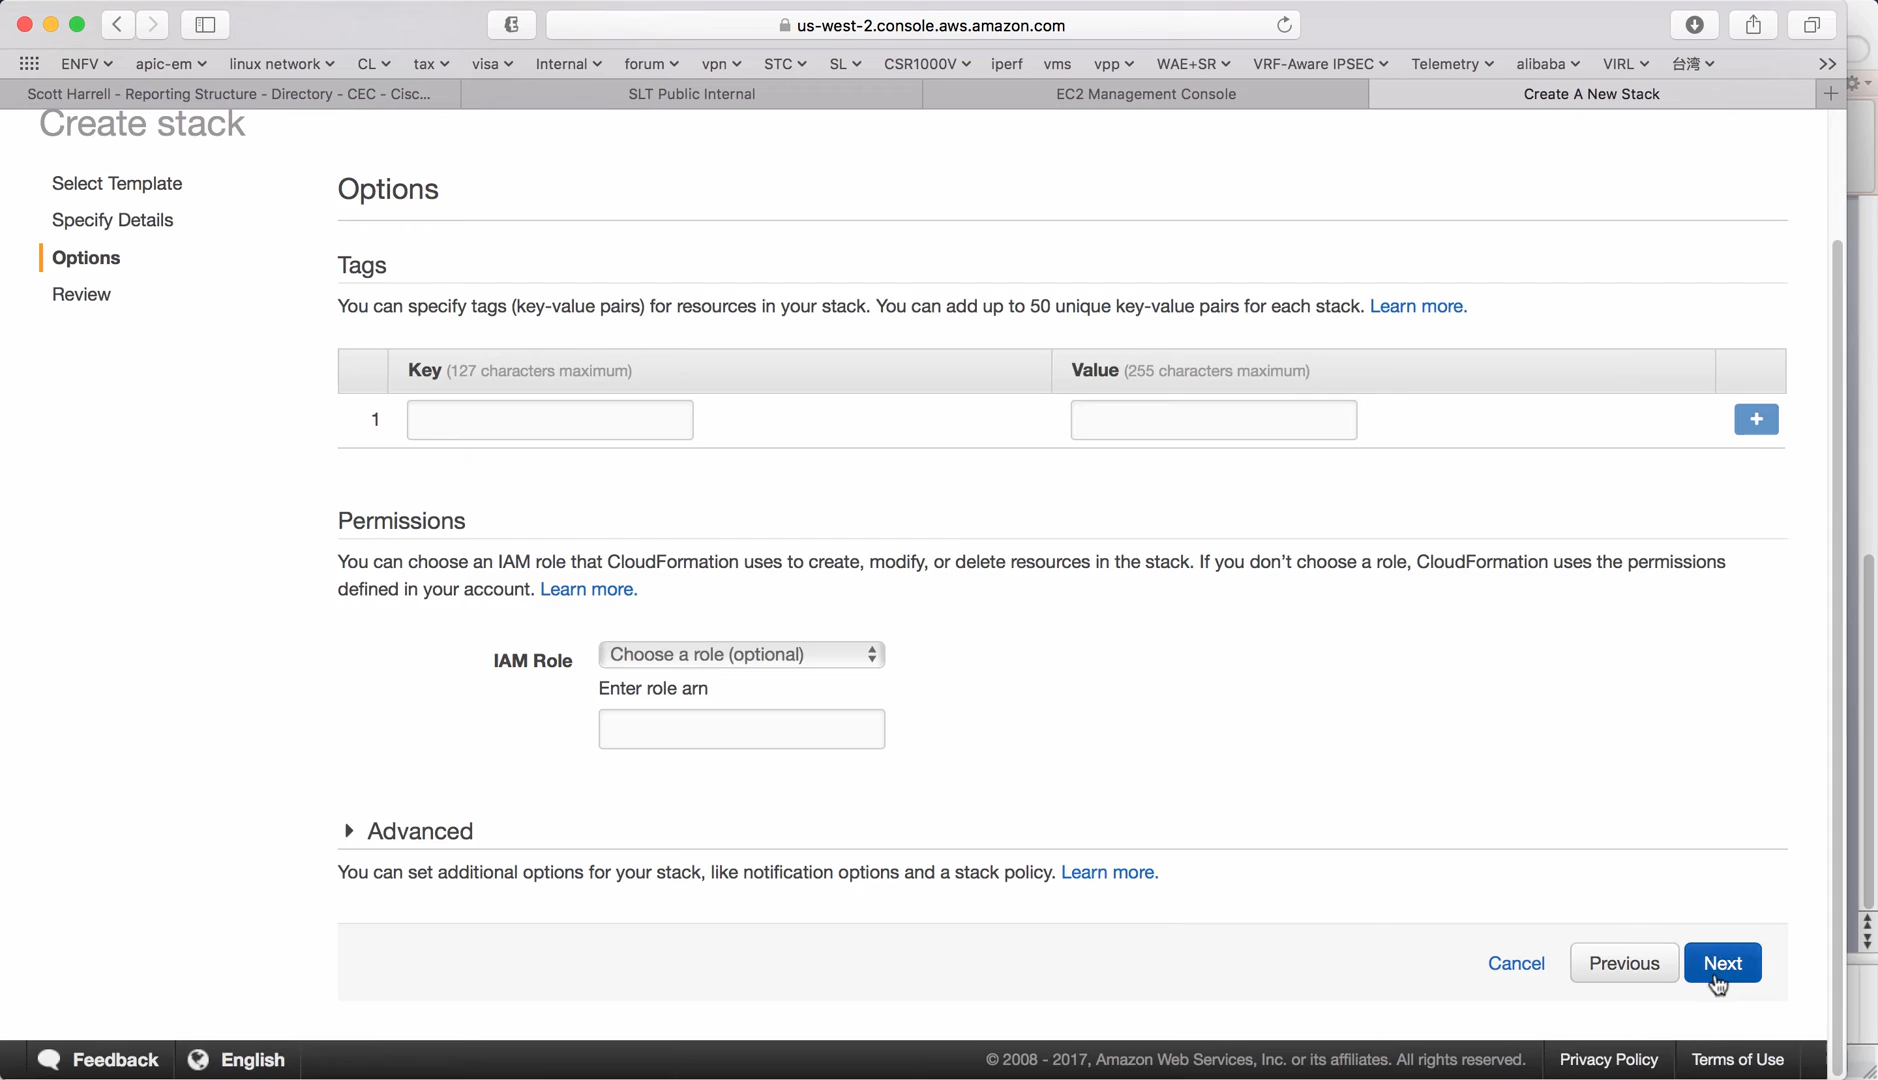 us-west-2.console.aws.amazon.com
ENFV apic-em linux network CL tax visa Internal forum vpn STC SL CSR1000V iperf vms vpp WAE+SR VRF-Aware IPSEC Telemetry alibaba VIRL 台湾 >>
Scott Harrell - Reporting Structure - Directory - CEC - Cisc... SLT Public Internal EC2 Management Console Create A New Stack +
Create stack
Select Template
Specify Details
Options
Review
Options
Tags
You can specify tags (key-value pairs) for resources in your stack. You can add up to 50 unique key-value pairs for each stack. Learn more.
Key (127 characters maximum) Value (255 characters maximum)
1 +
Permissions
You can choose an IAM role that CloudFormation uses to create, modify, or delete resources in the stack. If you don’t choose a role, CloudFormation uses the permissions
defined in your account. Learn more.
IAM Role Choose a role (optional)
Enter role arn
Advanced
You can set additional options for your stack, like notification options and a stack policy. Learn more.
Cancel Previous Next
Feedback English © 2008 - 2017, Amazon Web Services, Inc. or its affiliates. All rights reserved. Privacy Policy Terms of Use